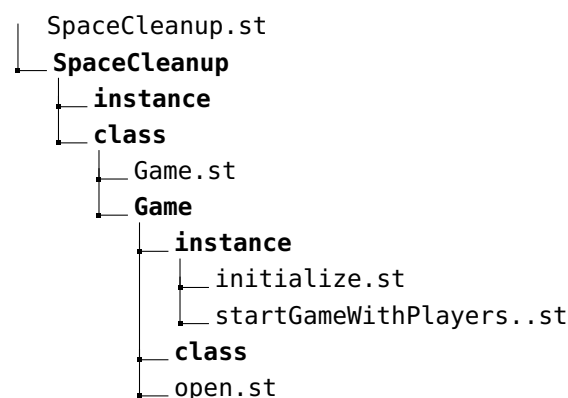 SpaceCleanup.st
SpaceCleanup
instance
class
Game.st
Game
instance
initialize.st
startGameWithPlayers..st
class
open.st